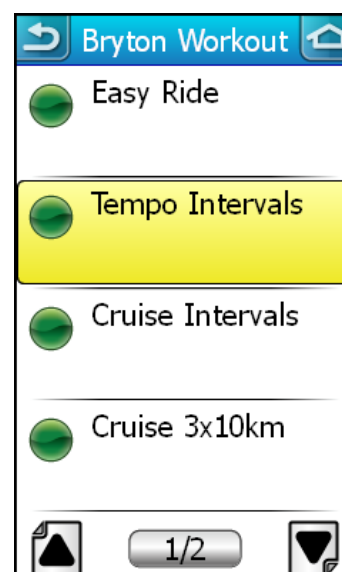 Bryton Workout
Easy Ride
Tempo Intervals
Cruise Intervals
Cruise 3x10km
1/2